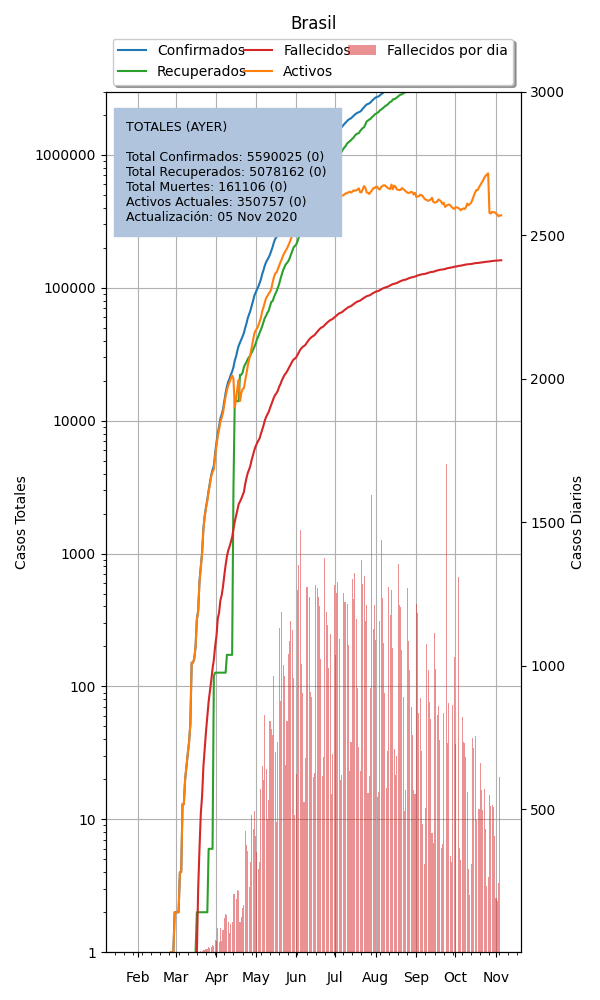 Brasil
Confirmados Fallecidos Fallecidos por dia
Recuperados Activos
TOTALES (AYER)
Total Confirmados: 5590025 (0)
Total Recuperados: 5078162 (0)
Total Muertes: 161106 (0)
Activos Actuales: 350757 (0)
Actualización: 05 Nov 2020
Casos Totales
1000000
100000
10000
1000
100
10
1
3000
2500
2000
1500
1000
500
Casos Diarios
Feb Mar Apr May Jun Jul Aug Sep Oct Nov